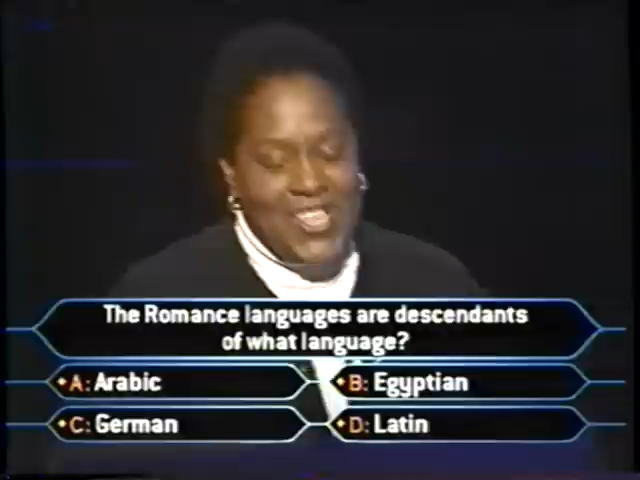 The Romance languages are descendants
of what language?
A: Arabic
B: Egyptian
C: German
D: Latin